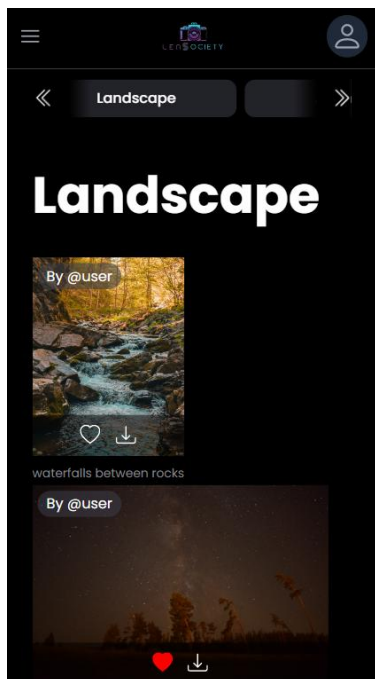 LENSOCIETY
Landscape
Landscape
By @user
waterfalls between rocks
By @user